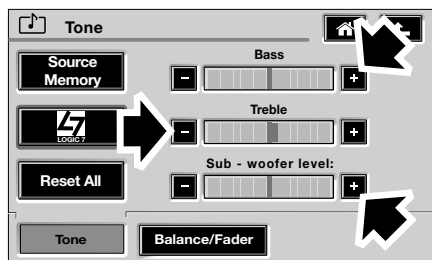 Tone
Source
Memory
Bass
- +
LOGIC 7
Treble
- +
Reset All
Sub - woofer level:
- +
Tone
Balance/Fader